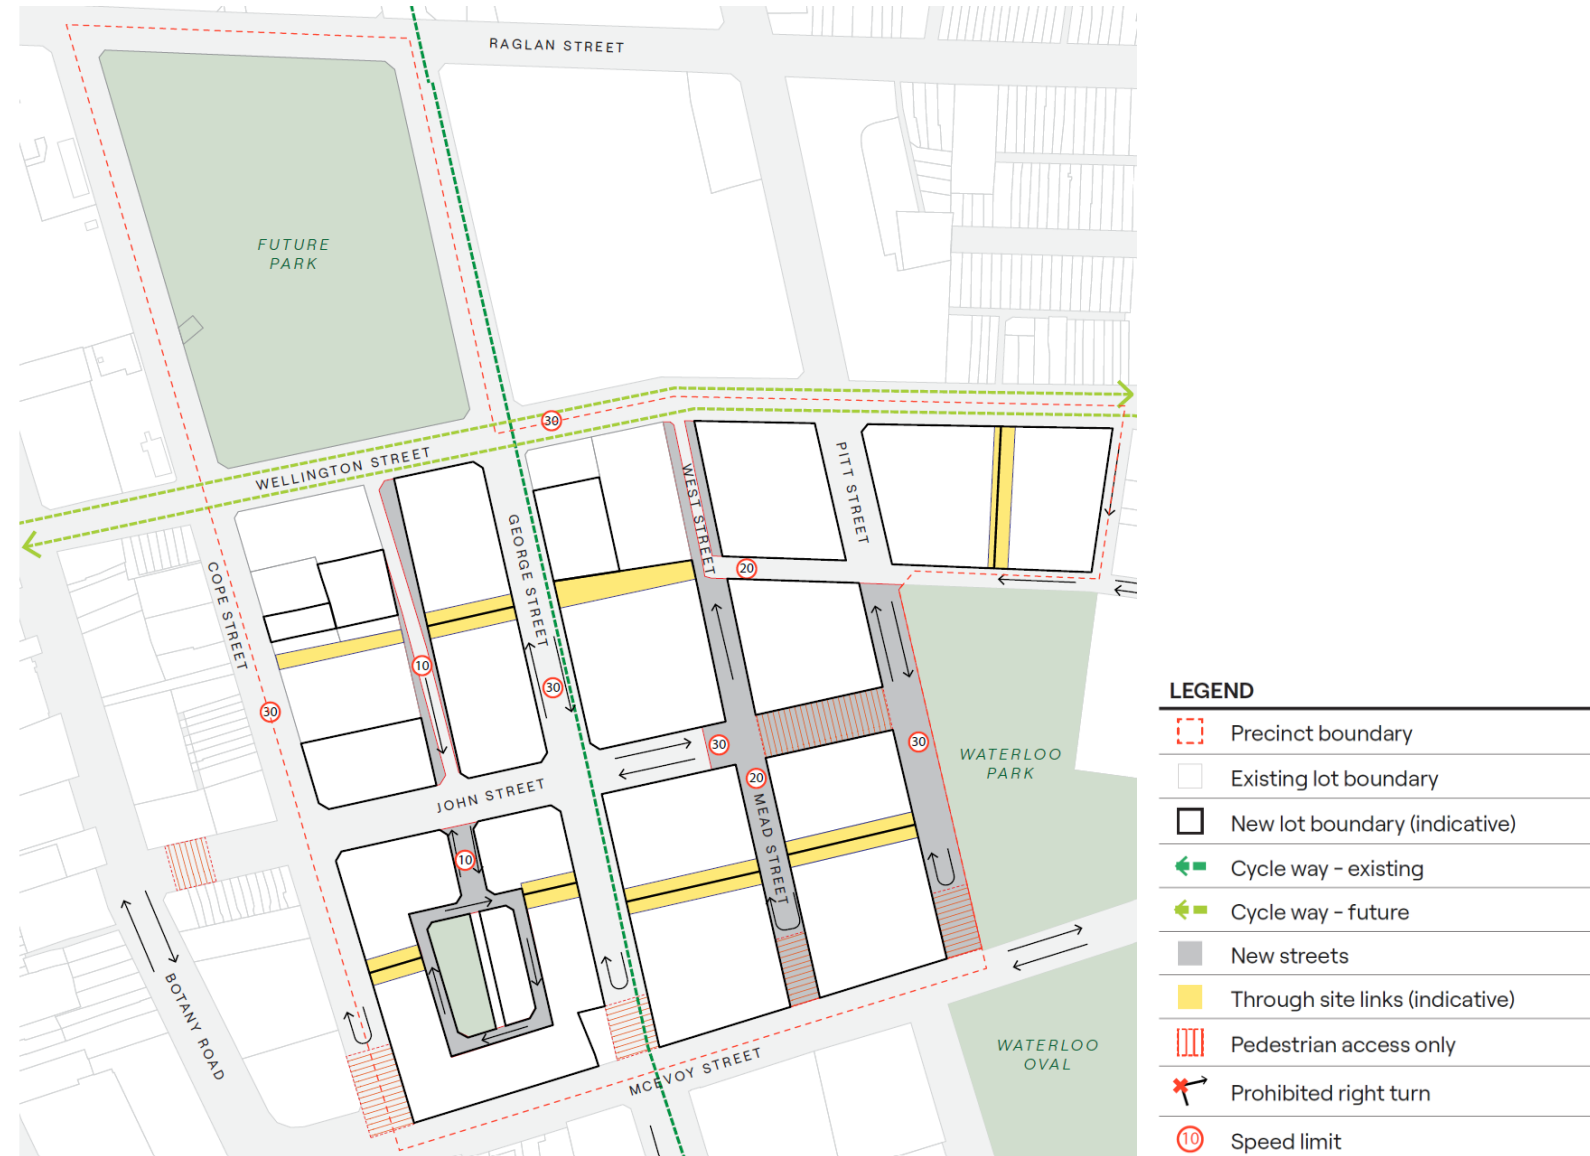 RAGLAN STREET
FUTURE
PARK
30
WELLINGTON STREET
WEST STREET
PITT STREET
GEORGE STREET
COPE STREET
20
10
30
30
30
30
WATERLOO
PARK
20
MEAD STREET
JOHN STREET
10
BOTANY ROAD
WATERLOO
OVAL
MCEVOY STREET
LEGEND
Precinct boundary
Existing lot boundary
New lot boundary (indicative)
Cycle way - existing
Cycle way - future
New streets
Through site links (indicative)
Pedestrian access only
Prohibited right turn
10 Speed limit